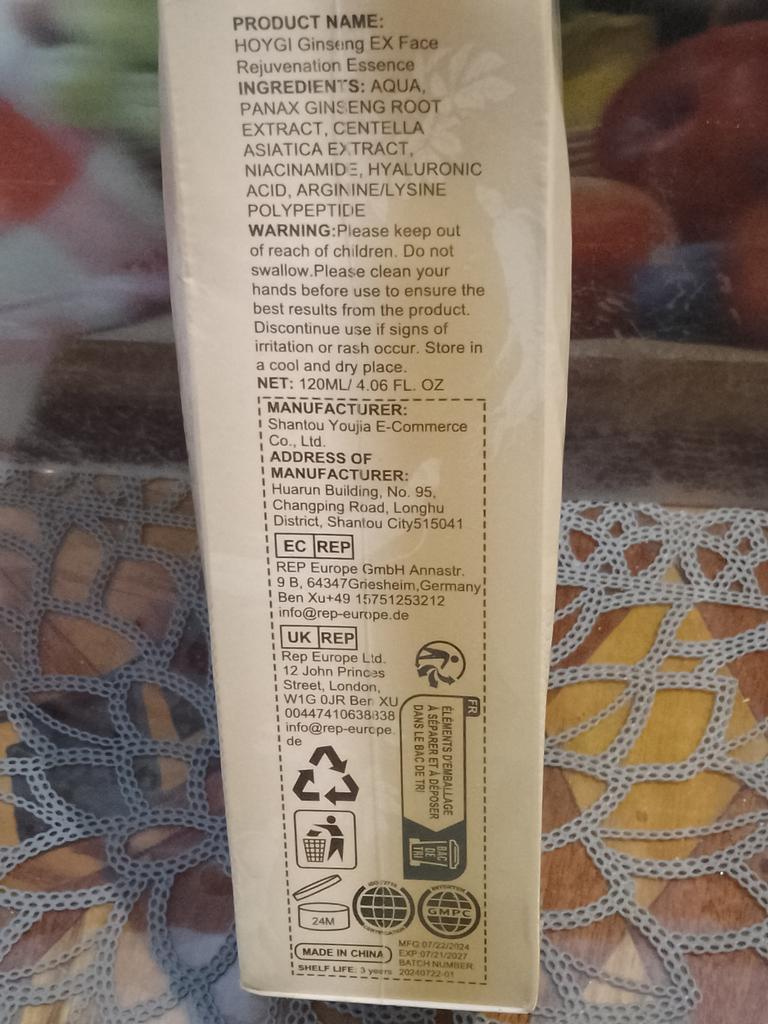 PRODUCT NAME:
HOYGI Ginseng EX Face
Rejuvenation Essence
INGREDIENTS: AQUA,
PANAX GINSENG ROOT
EXTRACT, CENTELLA
ASIATICA EXTRACT,
NIACINAMIDE, HYALURONIC
ACID, ARGININE/LYSINE
POLYPEPTIDE
WARNING:Please keep out
of reach of children. Do not
swallow.Please clean your
hands before use to ensure the
best results from the product.
Discontinue use if signs of
irritation or rash occur. Store in
a cool and dry place.
NET: 120ML/ 4.06 FL. OZ
MANUFACTURER:
Shantou Youjia E-Commerce
Co., Ltd.
ADDRESS OF
MANUFACTURER:
Huarun Building, No. 95,
Changping Road, Longhu
District, Shantou City515041
EC REP
REP Europe GmbH Annastr.
9 B, 64347Griesheim,Germany
Ben Xu+49 15751253212
info@rep-europe.de
UK REP
Rep Europe Ltd.
12 John Princes
Street, London,
W1G 0JR Ben XU
00447410638838
info@rep-europe.
de
FR
ÉLÉMENTS D'EMBALLAGE
À SÉPARER ET À DÉPOSER
DANS LE BAC DE TRI
BAC
DE
TRI
24M
GMPC
MADE IN CHINA
SHELF LIFE: 3 years
MFG:07/22/2024
EXP:07/21/2027
BATCH NUMBER
20240722-01